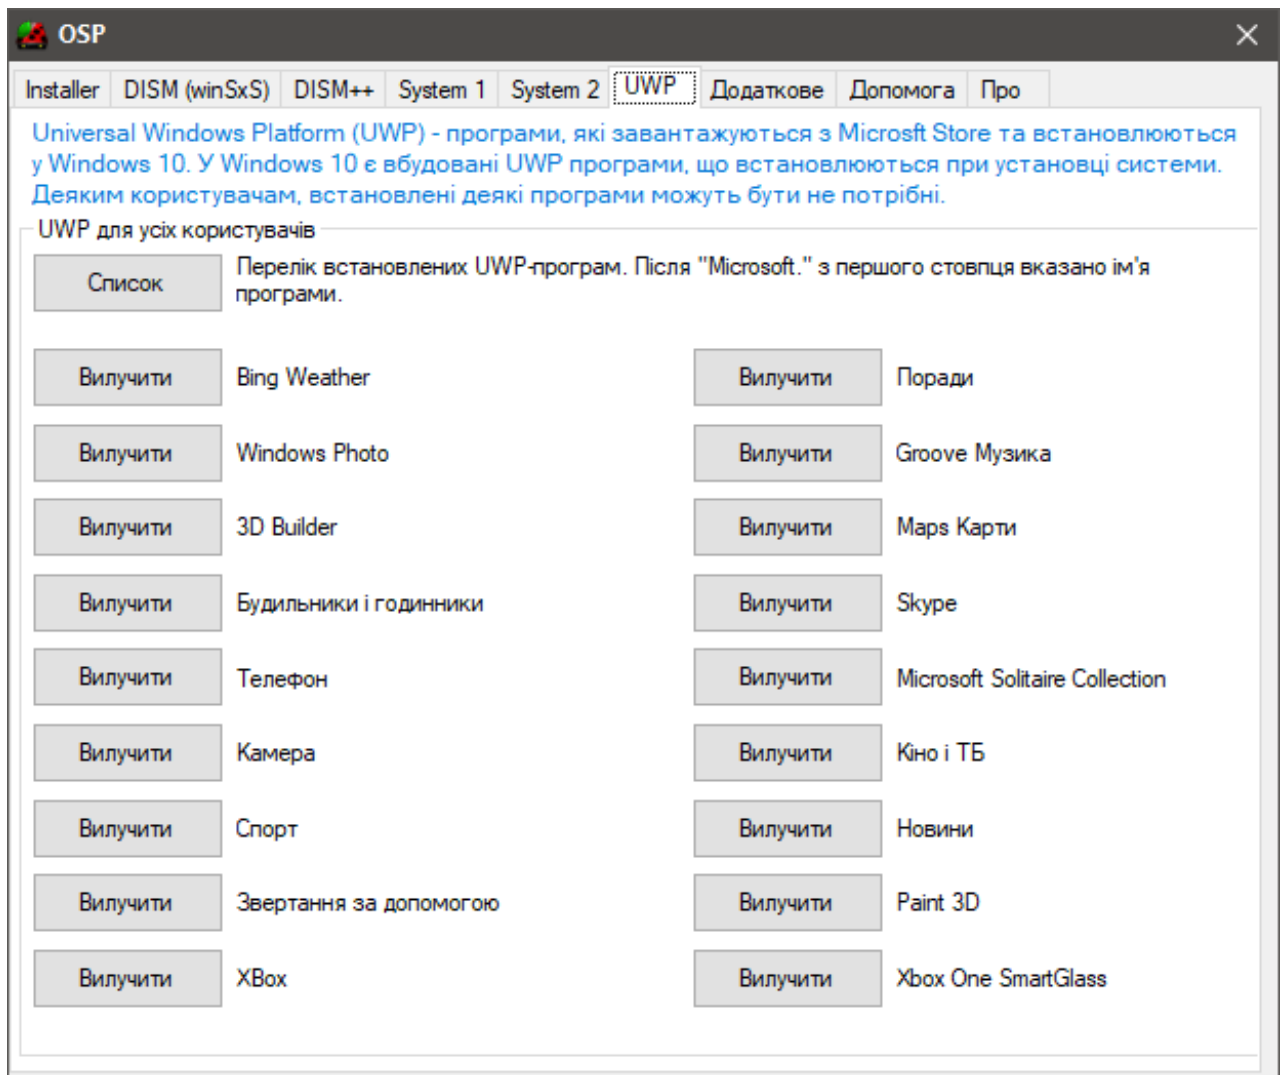 OSP
Installer DISM (winSxS) DISM++ System 1 System 2 UWP Додаткове Допомога Про
Universal Windows Platform (UWP) - програми, які завантажуються з Microsft Store та встановлюються
у Windows 10. У Windows 10 є вбудовані UWP програми, що встановлюються при установці системи.
Деяким користувачам, встановлені деякі програми можуть бути не потрібні.
UWP для усіх користувачів
Список
Перелік встановлених UWP-програм. Після "Microsoft." з першого стовпця вказано ім'я
програми.
Вилучити Bing Weather Вилучити Поради
Вилучити Windows Photo Вилучити Groove Музика
Вилучити 3D Builder Вилучити Maps Карти
Вилучити Будильники і годинники Вилучити Skype
Вилучити Телефон Вилучити Microsoft Solitaire Collection
Вилучити Камера Вилучити Кіно і ТБ
Вилучити Спорт Вилучити Новини
Вилучити Звертання за допомогою Вилучити Paint 3D
Вилучити XBox Вилучити Xbox One SmartGlass